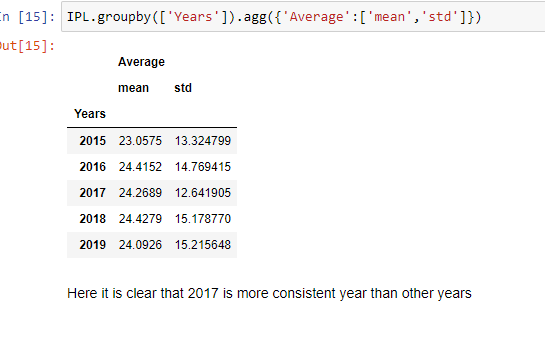 In [15]: IPL.groupby(['Years']).agg({'Average':['mean','std']})
Out[15]:
Average
mean std
Years
2015 23.0575 13.324799
2016 24.4152 14.769415
2017 24.2689 12.641905
2018 24.4279 15.178770
2019 24.0926 15.215648
Here it is clear that 2017 is more consistent year than other years